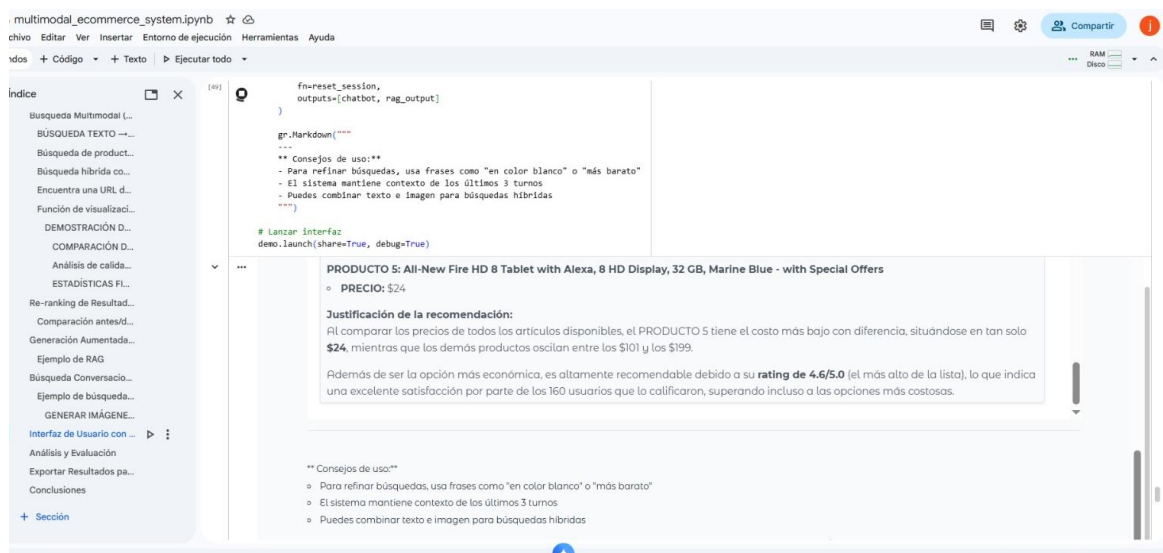 multimodal_ecommerce_system.ipynb
chivo Editar Ver Insertar Entorno de ejecución Herramientas Ayuda
Compartir
j
ndos + Código + Texto Ejecutar todo
RAM
Disco
Índice
Búsqueda Multimodal (...
BÚSQUEDA TEXTO →...
Búsqueda de product...
Búsqueda híbrida co...
Encuentra una URL d...
Función de visualizaci...
DEMOSTRACIÓN D...
COMPARACIÓN D...
Análisis de calida...
ESTADÍSTICAS FI...
Re-ranking de Resultad...
Comparación antes/d...
Generación Aumentada...
Ejemplo de RAG
Búsqueda Conversacio...
Ejemplo de búsqueda...
GENERAR IMÁGENE...
Interfaz de Usuario con ...
Análisis y Evaluación
Exportar Resultados pa...
Conclusiones
+ Sección
[49]
fn=reset_session,
outputs=[chatbot, rag_output]
)
gr.Markdown("""
---
** Consejos de uso:**
- Para refinar búsquedas, usa frases como "en color blanco" o "más barato"
- El sistema mantiene contexto de los últimos 3 turnos
- Puedes combinar texto e imagen para búsquedas híbridas
""")
# Lanzar interfaz
demo.launch(share=True, debug=True)
PRODUCTO 5: All-New Fire HD 8 Tablet with Alexa, 8 HD Display, 32 GB, Marine Blue - with Special Offers
PRECIO: $24
Justificación de la recomendación:
Al comparar los precios de todos los artículos disponibles, el PRODUCTO 5 tiene el costo más bajo con diferencia, situándose en tan solo
$24, mientras que los demás productos oscilan entre los $101 y los $199.
Además de ser la opción más económica, es altamente recomendable debido a su rating de 4.6/5.0 (el más alto de la lista), lo que indica
una excelente satisfacción por parte de los 160 usuarios que lo calificaron, superando incluso a las opciones más costosas.
** Consejos de uso:**
Para refinar búsquedas, usa frases como "en color blanco" o "más barato"
El sistema mantiene contexto de los últimos 3 turnos
Puedes combinar texto e imagen para búsquedas híbridas